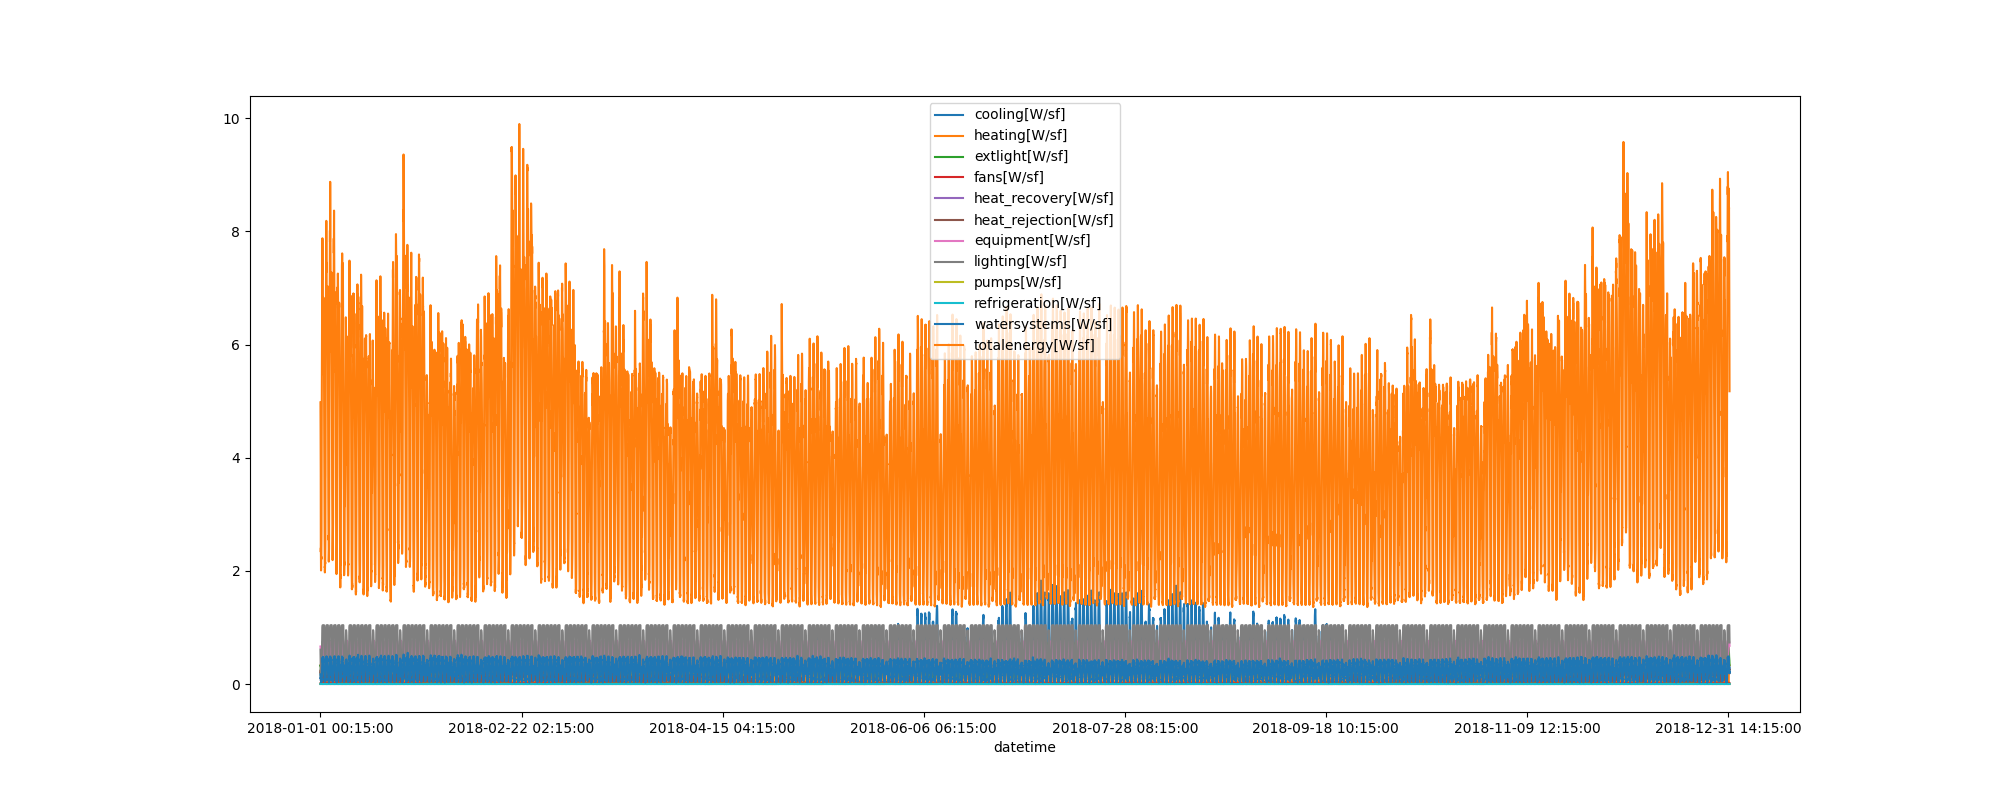 10
8
6
4
2
0
cooling[W/sf]
heating[W/sf]
extlight[W/sf]
fans[W/sf]
heat_recovery[W/sf]
heat_rejection[W/sf]
equipment[W/sf]
lighting[W/sf]
pumps[W/sf]
refrigeration[W/sf]
watersystems[W/sf]
totalenergy[W/sf]
2018-01-01 00:15:00 2018-02-22 02:15:00 2018-04-15 04:15:00 2018-06-06 06:15:00 2018-07-28 08:15:00 2018-09-18 10:15:00 2018-11-09 12:15:00 2018-12-31 14:15:00
datetime